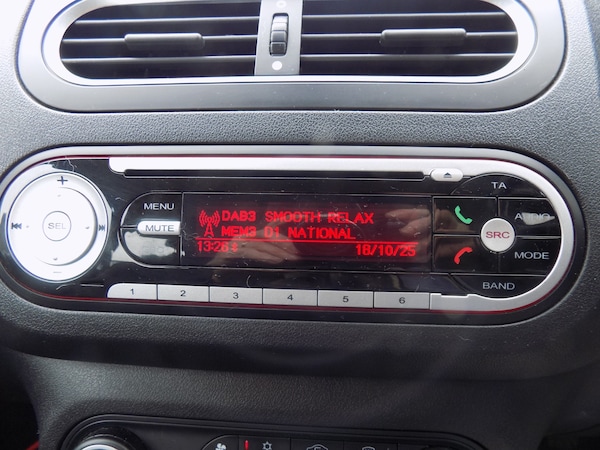 TA
MENU
DAB3 SMOOTH RELAX
AUDIO
SEL
MUTE
MEM3 D1 NATIONAL
SRC
13:28
18/10/25
MODE
BAND
1 2 3 4 5 6